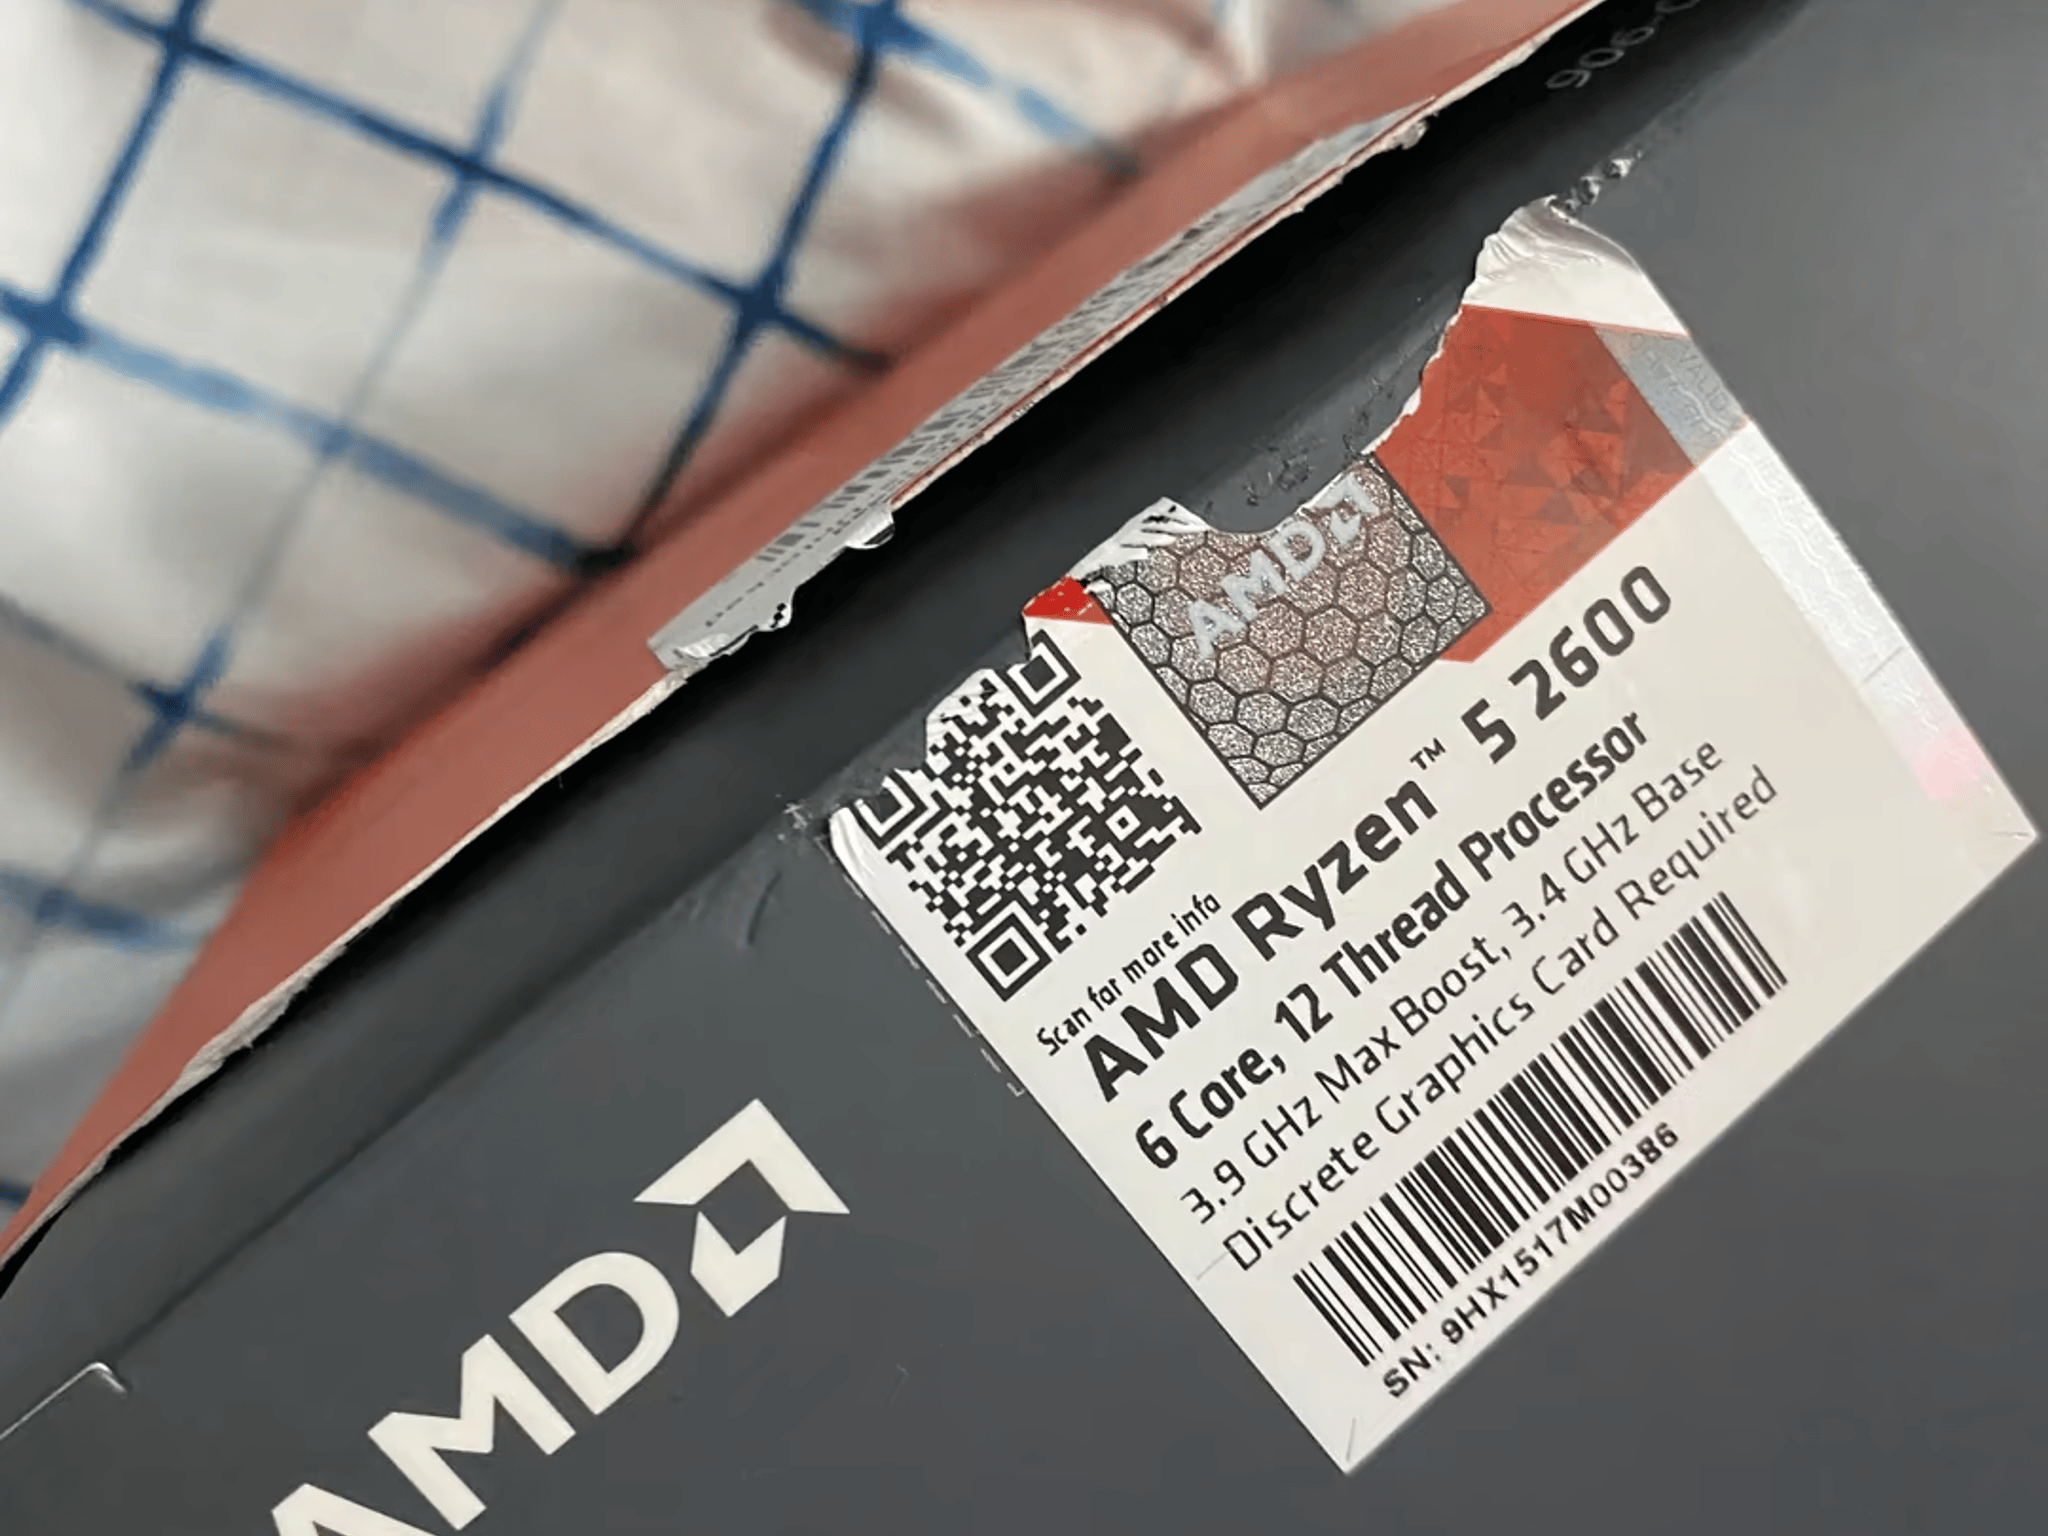 AMD
Scan for more info
AMD Ryzen™ 5 2600
6 Core, 12 Thread Processor
3.9 GHz Max Boost, 3.4 GHz Base
Discrete Graphics Card Required
SN: 9HX1517M00386
AMD